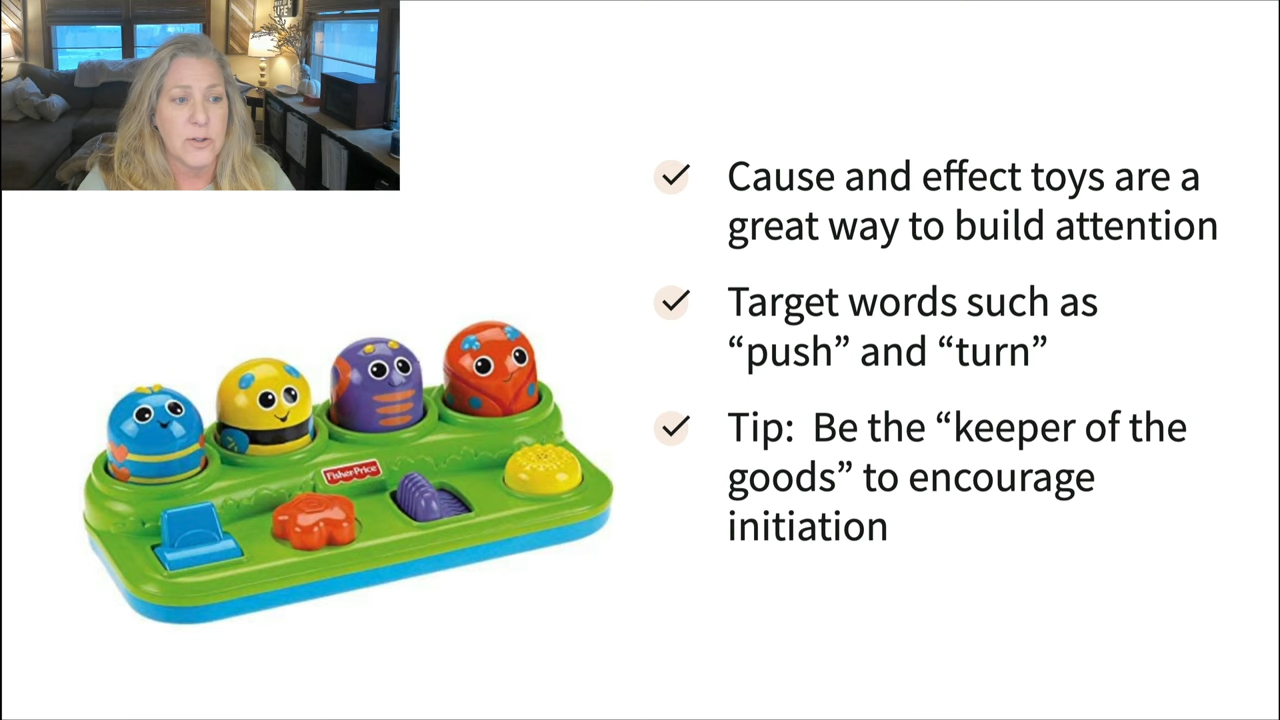 Cause and effect toys are a
great way to build attention
Target words such as
“push” and “turn”
Tip: Be the “keeper of the
goods” to encourage
initiation
Fisher-Price